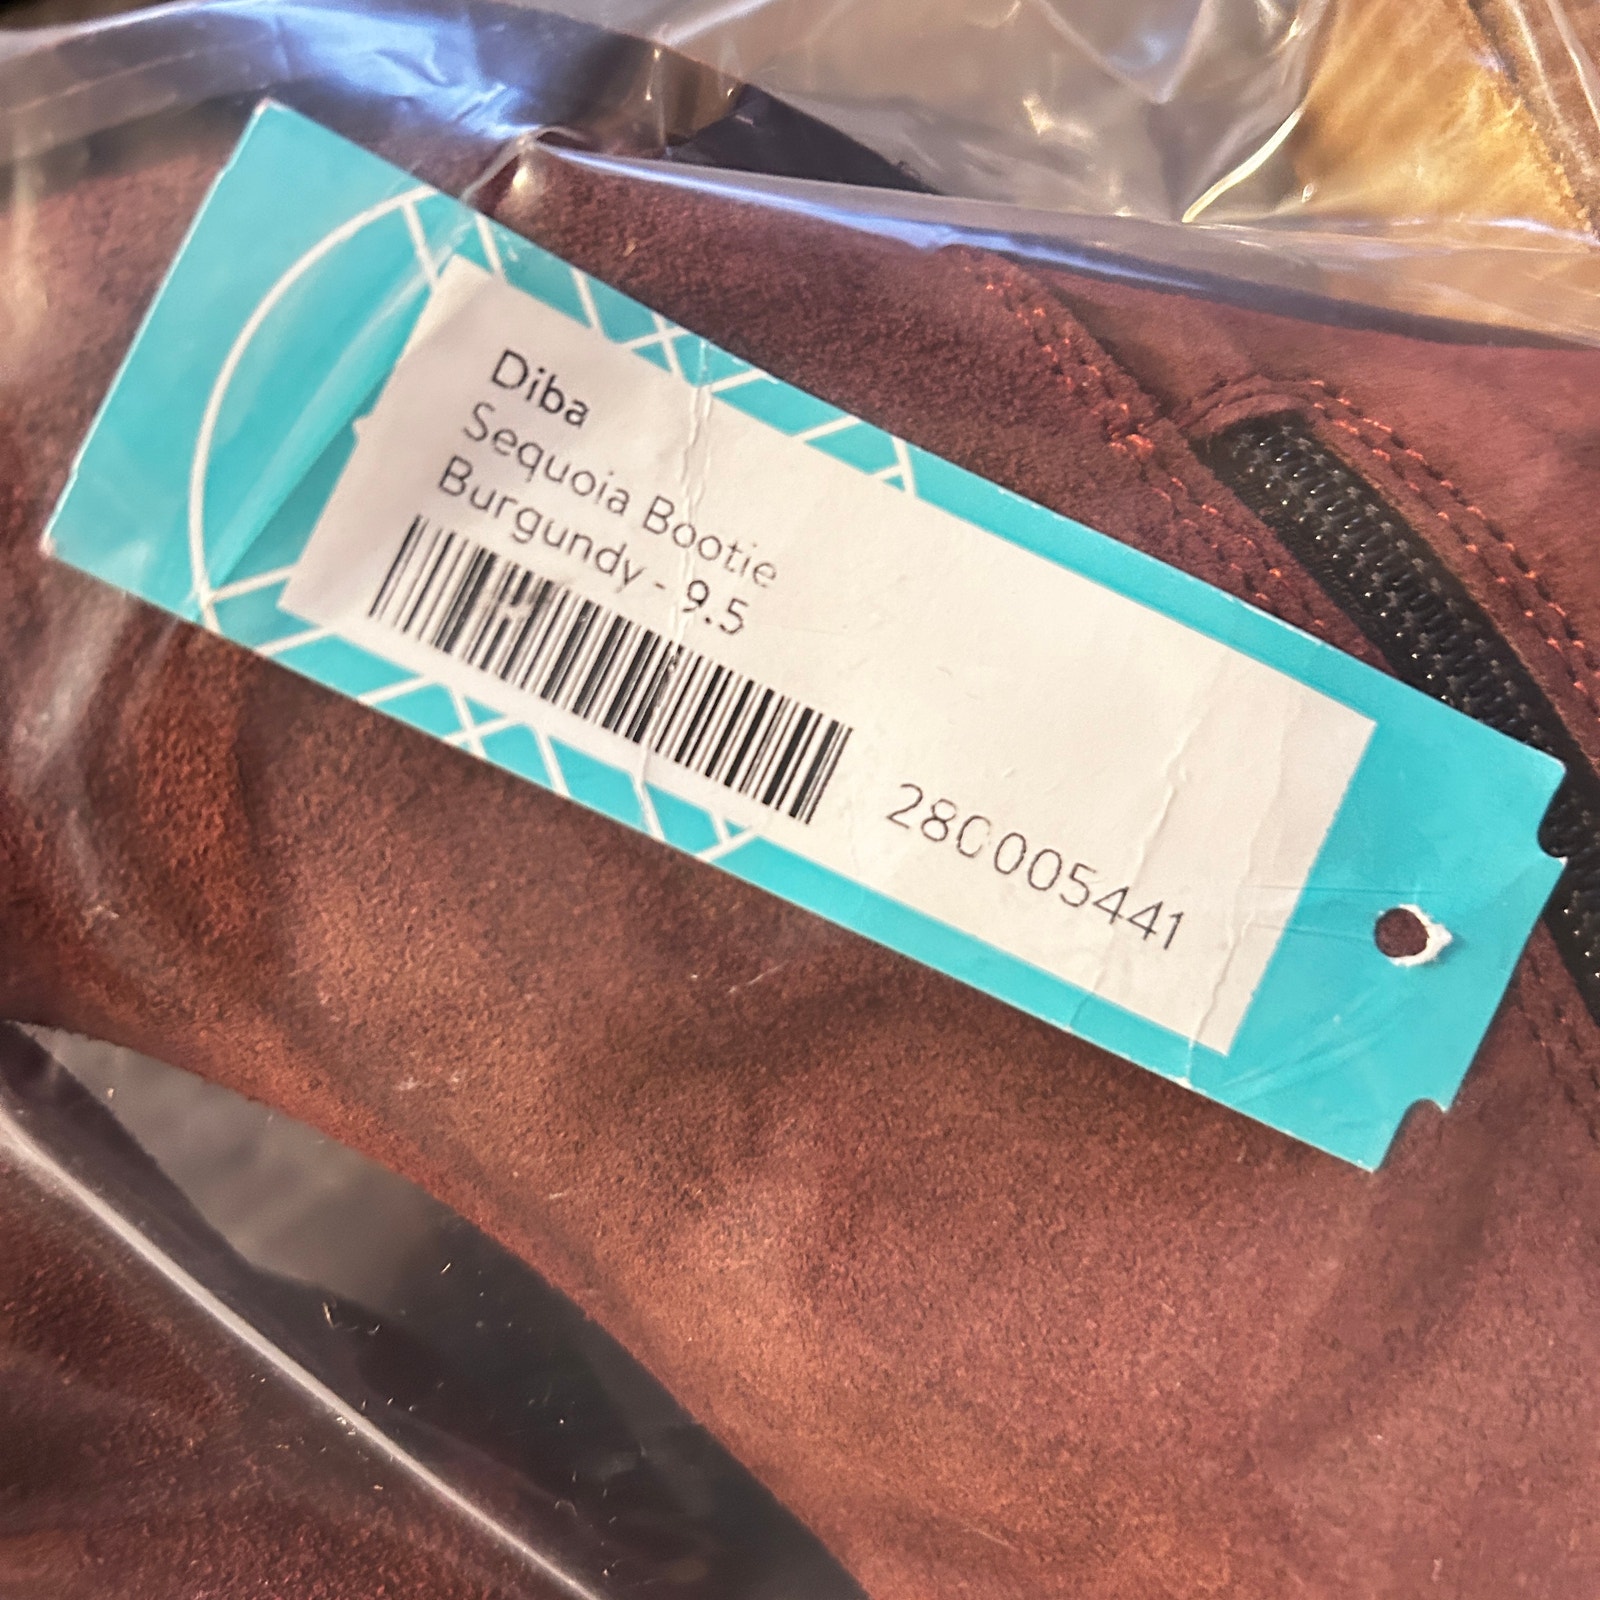 Diba
Sequoia Bootie
Burgundy - 9.5
280005441